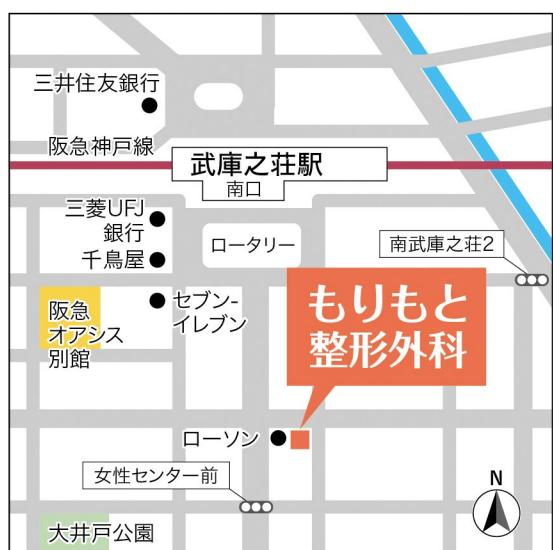 三井住友銀行
阪急神戸線
武庫之荘駅
南口
三菱UFJ
銀行
千鳥屋
ロータリー
南武庫之荘2
阪急
オアシス
別館
セブン-
イレブン
もりもと
整形外科
ローソン
女性センター前
大井戸公園
N